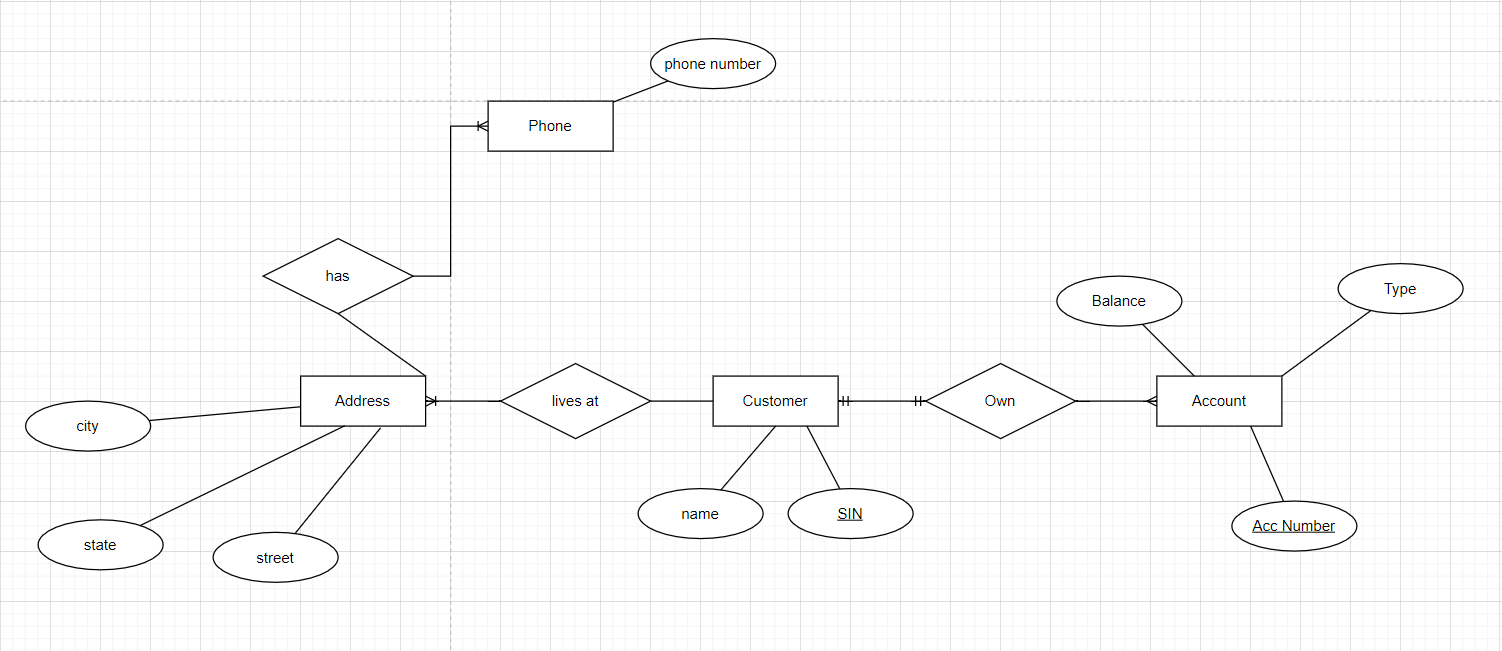 phone number
Phone
has
Balance
Type
Address
lives at
Customer
Own
Account
city
name
SIN
Acc Number
state
street